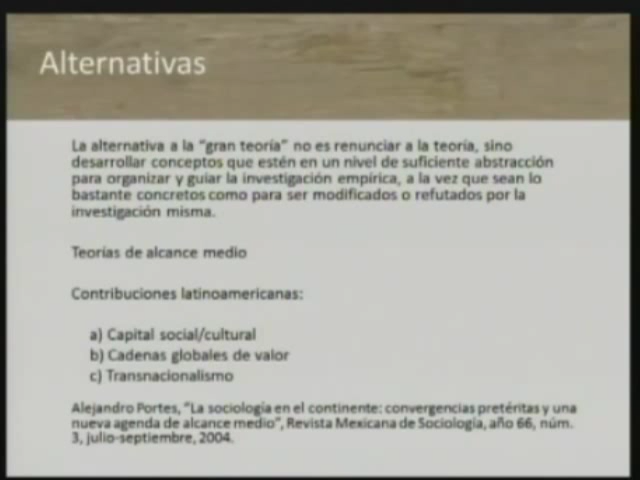 Alternativas
La alternativa a la "gran teoría" no es renunciar a la teoría, sino
desarrollar conceptos que estén en un nivel de suficiente abstracción
para organizar y guiar la investigación empírica, a la vez que sean lo
bastante concretos como para ser modificados o refutados por la
investigación misma.
Teorías de alcance medio
Contribuciones latinoamericanas:
a) Capital social/cultural
b) Cadenas globales de valor
c) Transnacionalismo
Alejandro Portes, "La sociología en el continente: convergencias pretéritas y una
nueva agenda de alcance medio", Revista Mexicana de Sociología, año 66, núm.
3, julio-septiembre, 2004.